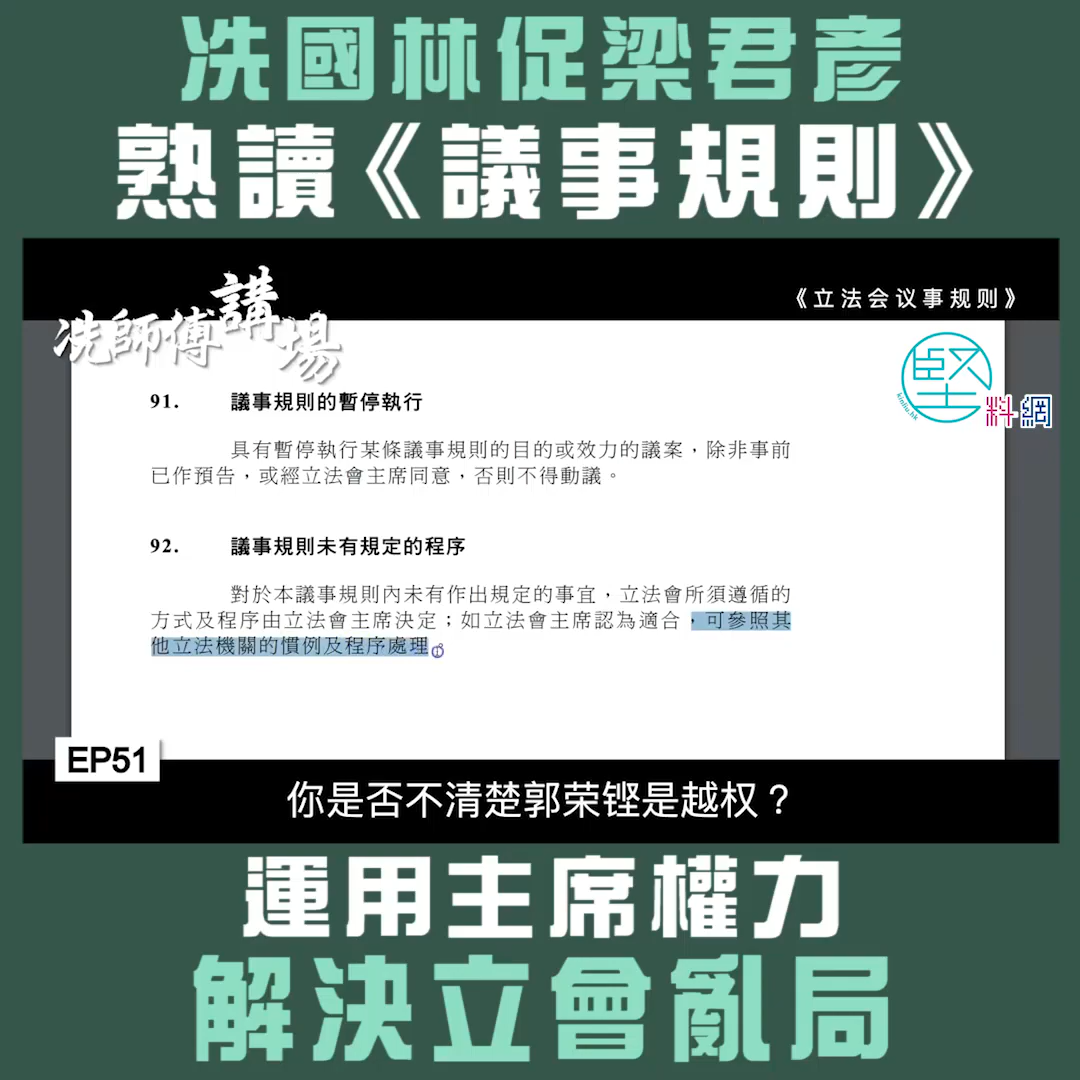 冼國林促梁君彥
熟讀《議事規則》
冼師傅講場
《立法会议事规则》
堅
kinliu.hk
料網
91. 議事規則的暫停執行
具有暫停執行某條議事規則的目的或效力的議案，除非事前
已作預告，或經立法會主席同意，否則不得動議。
92. 議事規則未有規定的程序
對於本議事規則內未有作出規定的事宜，立法會所須遵循的
方式及程序由立法會主席決定；如立法會主席認為適合，可參照其
他立法機關的慣例及程序處理。
EP51
你是否不清楚郭荣铿是越权？
運用主席權力
解決立會亂局